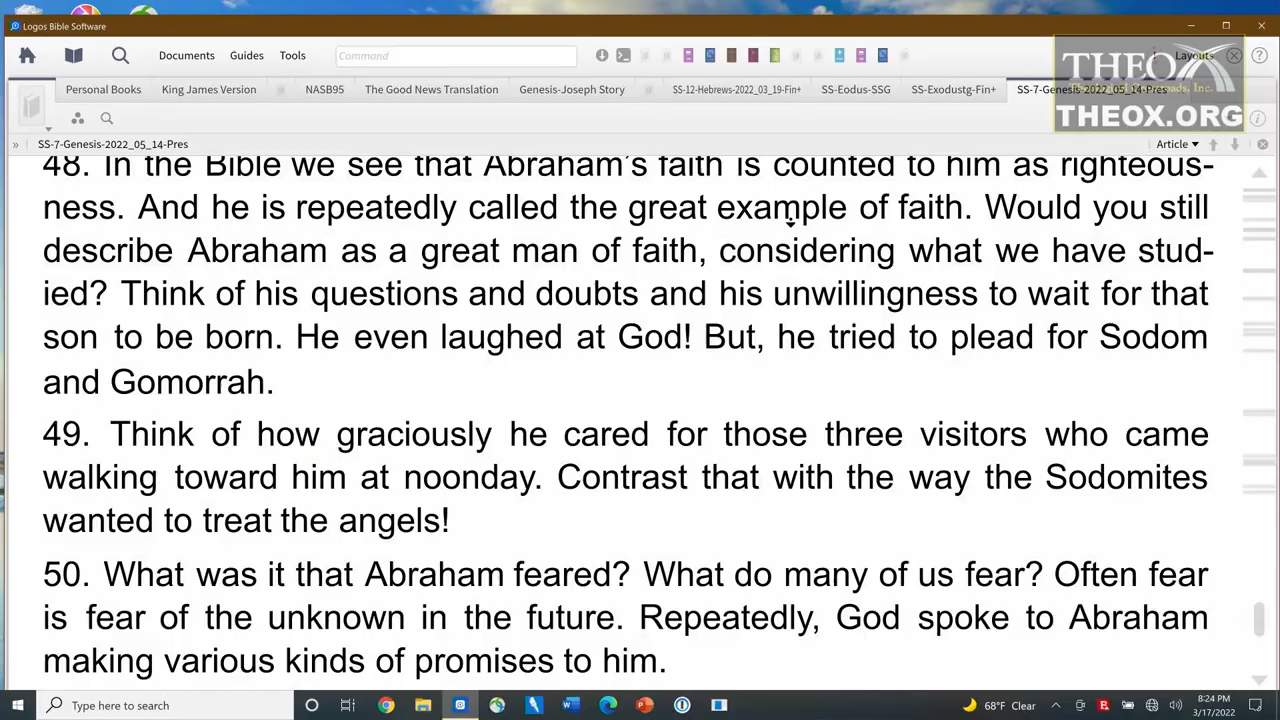 Logos Bible Software
Documents Guides Tools Command Layouts
THEOX
THEOX.ORG
Personal Books King James Version NASB95 The Good News Translation Genesis-Joseph Story SS-12-Hebrews-2022_03_19-Fin+ SS-Eodus-SSG SS-Exodustg-Fin+ SS-7-Genesis-2022_05_14-Pres
» SS-7-Genesis-2022_05_14-Pres Article
48. In the Bible we see that Abraham's faith is counted to him as righteous-
ness. And he is repeatedly called the great example of faith. Would you still
describe Abraham as a great man of faith, considering what we have stud-
ied? Think of his questions and doubts and his unwillingness to wait for that
son to be born. He even laughed at God! But, he tried to plead for Sodom
and Gomorrah.
49. Think of how graciously he cared for those three visitors who came
walking toward him at noonday. Contrast that with the way the Sodomites
wanted to treat the angels!
50. What was it that Abraham feared? What do many of us fear? Often fear
is fear of the unknown in the future. Repeatedly, God spoke to Abraham
making various kinds of promises to him.
Type here to search 68°F Clear 8:24 PM
3/17/2022